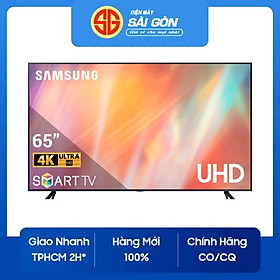 SG
ĐIỆN MÁY
SÀI GÒN
SAMSUNG
65"
4K ULTRA HD
SMART TV
UHD
Giao Nhanh
TPHCM 2H*
Hàng Mới
100%
Chính Hãng
CO/CQ